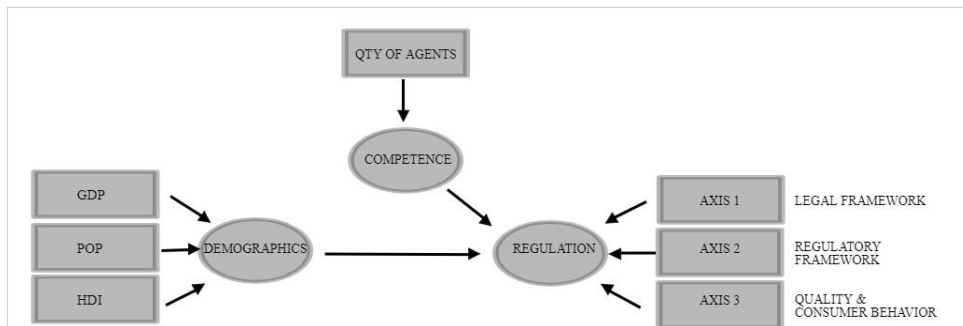 QTY OF AGENTS
COMPETENCE
GDP
POP
HDI
DEMOGRAPHICS
REGULATION
AXIS 1
LEGAL FRAMEWORK
AXIS 2
REGULATORY
FRAMEWORK
AXIS 3
QUALITY &
CONSUMER BEHAVIOR